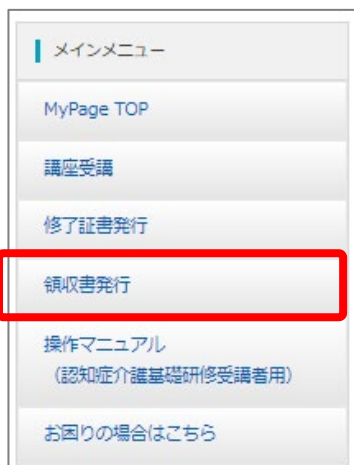 メインメニュー
MyPage TOP
講座受講
修了証書発行
領収書発行
操作マニュアル
（認知症介護基礎研修受講者用）
お困りの場合はこちら